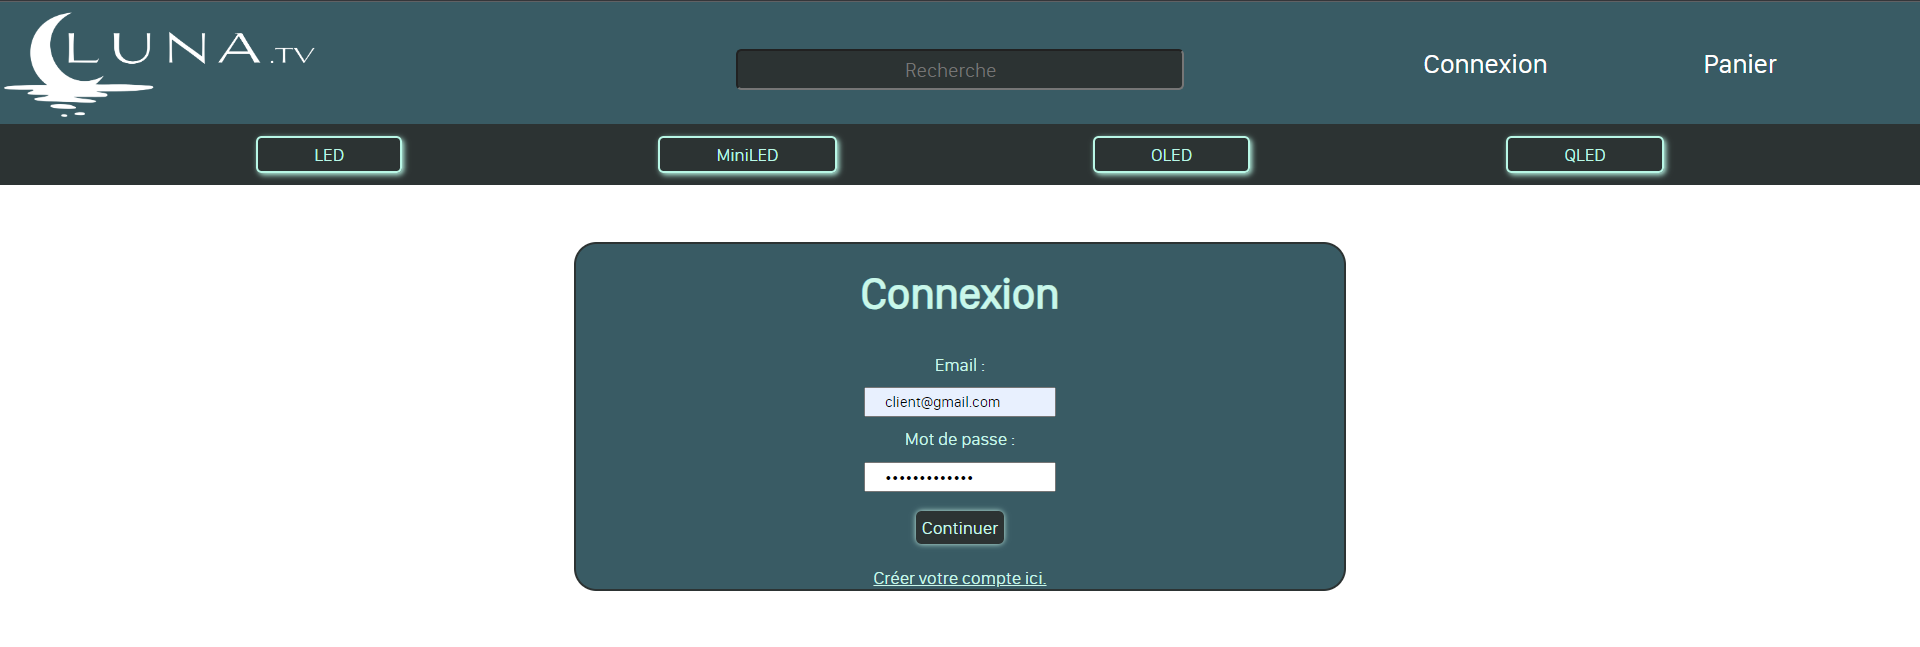 LUNA.TV
Recherche
Connexion
Panier
LED
MiniLED
OLED
QLED
Connexion
Email :
client@gmail.com
Mot de passe :
•••••••••••••
Continuer
Créer votre compte ici.